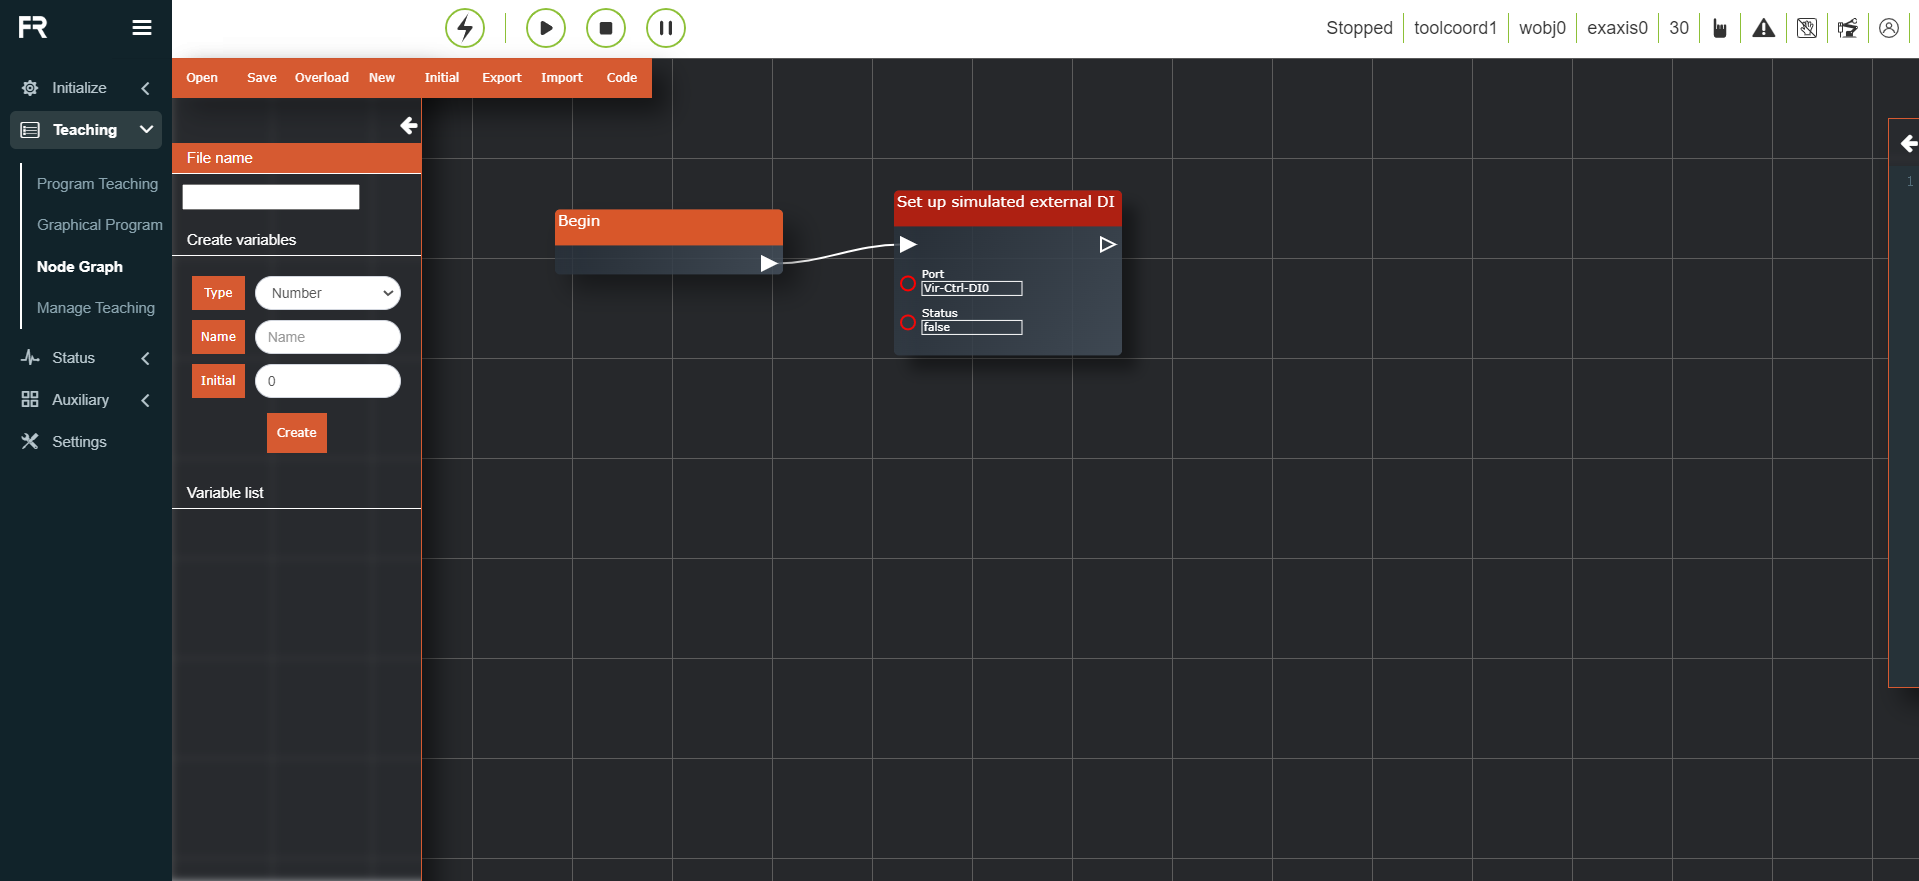 FR
Stopped toolcoord1 wobj0 exaxis0 30
Open Save Overload New Initial Export Import Code
Initialize
Teaching
Program Teaching
Graphical Program
Node Graph
Manage Teaching
Status
Auxiliary
Settings
File name
Create variables
Type Number
Name Name
Initial 0
Create
Variable list
Begin
Set up simulated external DI
Port
Vir-Ctrl-DI0
Status
false
1